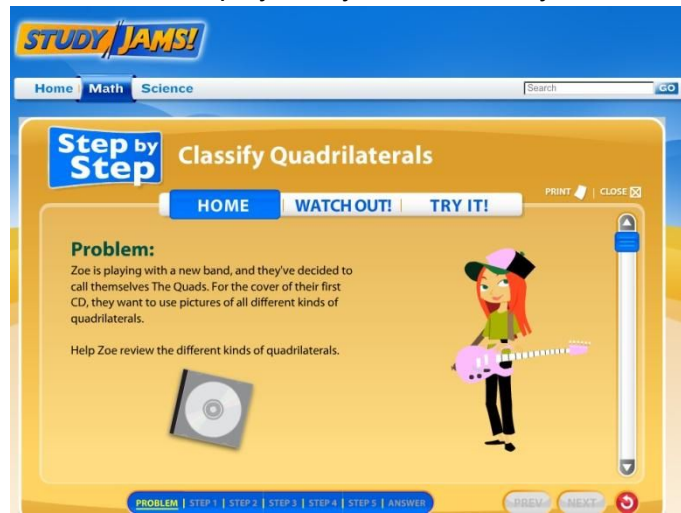 STUDY JAMS!
Home Math Science Search GO
Step by Step
Classify Quadrilaterals
PRINT | CLOSE
HOME WATCH OUT! TRY IT!
Problem:
Zoe is playing with a new band, and they've decided to
call themselves The Quads. For the cover of their first
CD, they want to use pictures of all different kinds of
quadrilaterals.
Help Zoe review the different kinds of quadrilaterals.
PROBLEM | STEP 1 | STEP 2 | STEP 3 | STEP 4 | STEP 5 | ANSWER
PREV NEXT